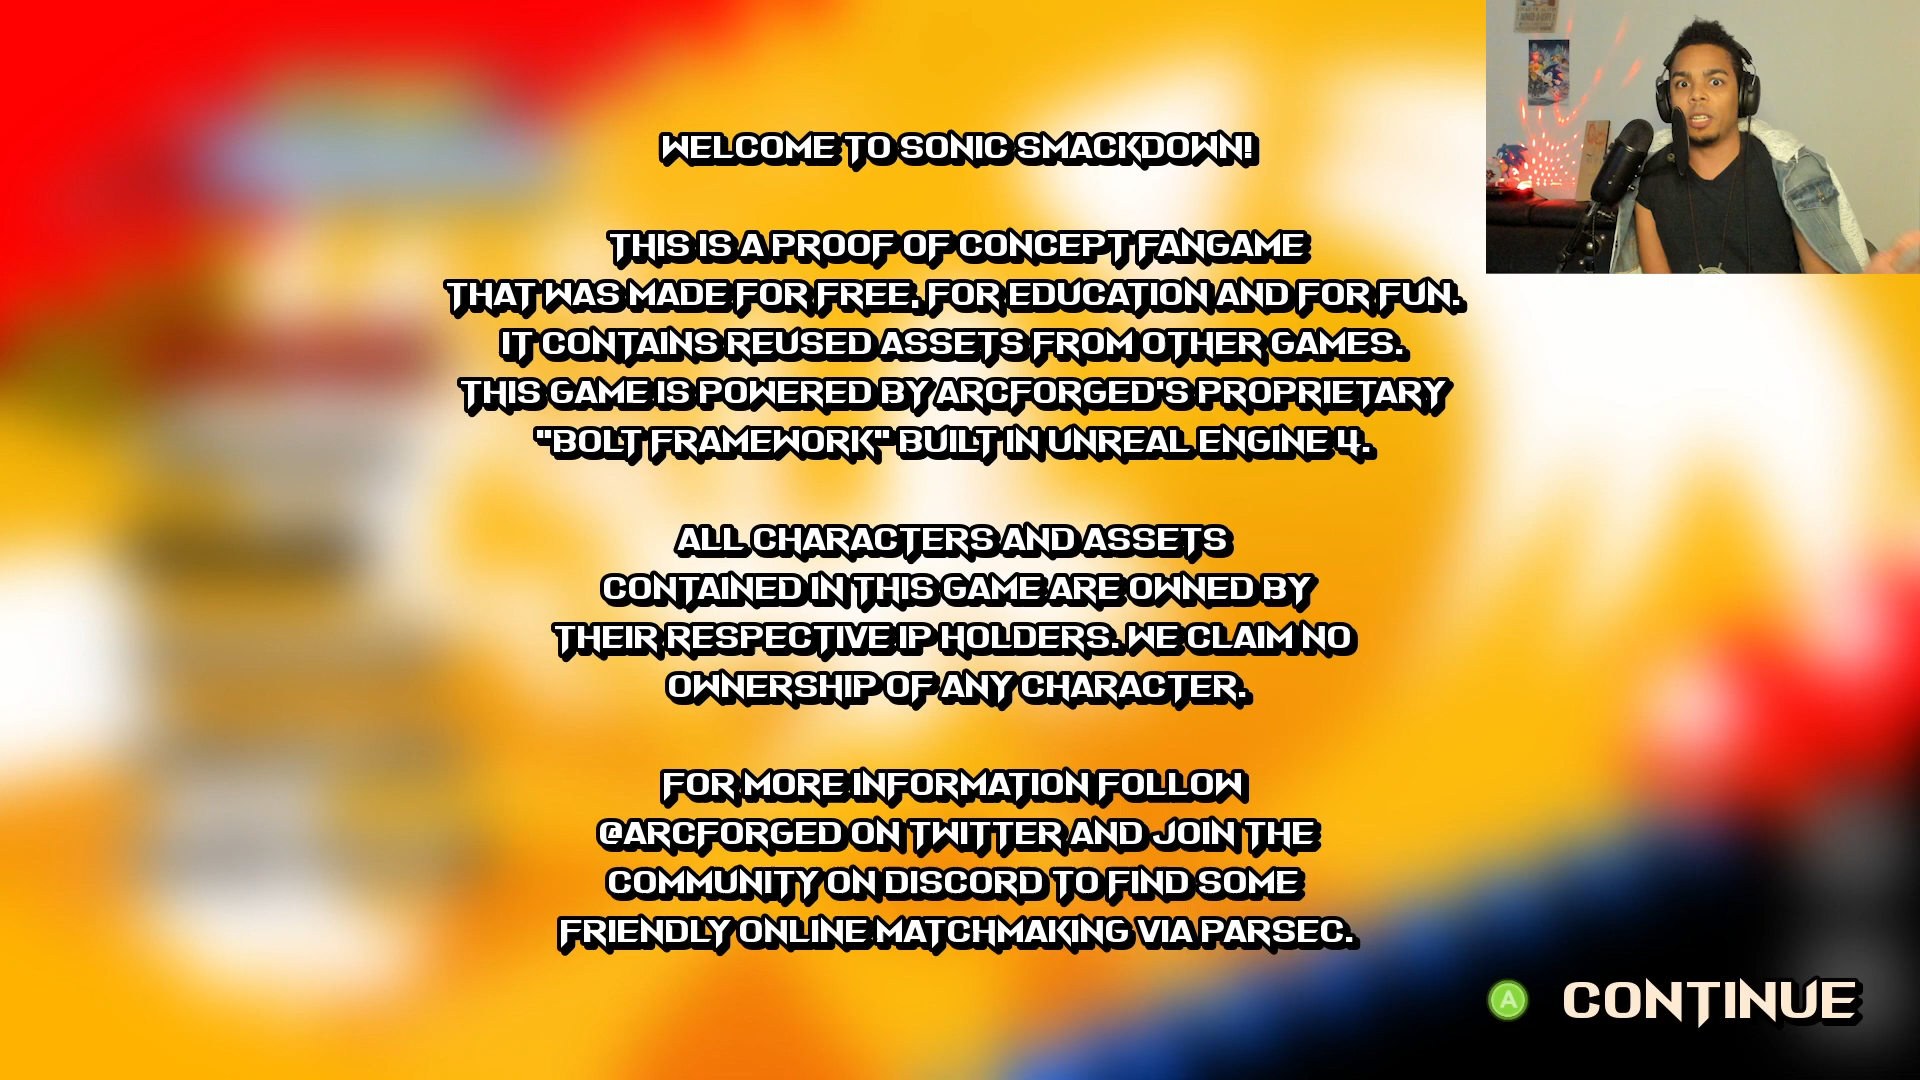 WELCOME TO SONIC SMACKDOWN!
THIS IS A PROOF OF CONCEPT FANGAME
THAT WAS MADE FOR FREE, FOR EDUCATION AND FOR FUN.
IT CONTAINS REUSED ASSETS FROM OTHER GAMES.
THIS GAME IS POWERED BY ARCFORGED'S PROPRIETARY
"BOLT FRAMEWORK" BUILT IN UNREAL ENGINE 4.
ALL CHARACTERS AND ASSETS
CONTAINED IN THIS GAME ARE OWNED BY
THEIR RESPECTIVE IP HOLDERS. WE CLAIM NO
OWNERSHIP OF ANY CHARACTER.
FOR MORE INFORMATION FOLLOW
@ARCFORGED ON TWITTER AND JOIN THE
COMMUNITY ON DISCORD TO FIND SOME
FRIENDLY ONLINE MATCHMAKING VIA PARSEC.
A CONTINUE